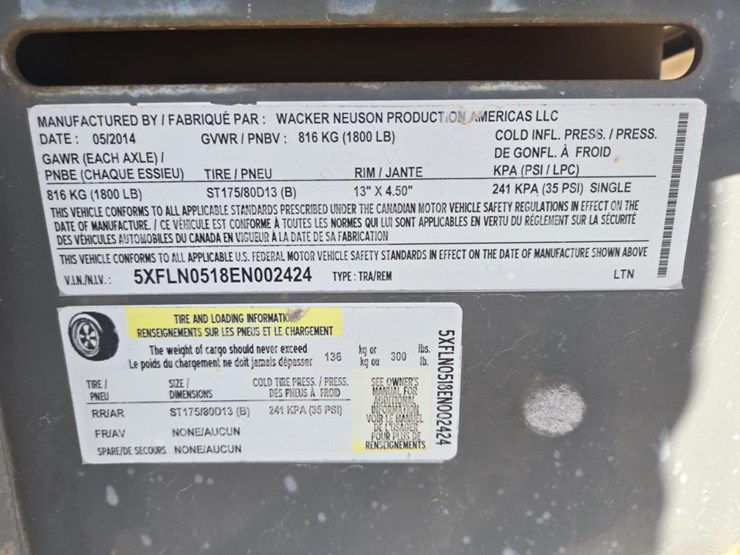 MANUFACTURED BY / FABRIQUÉ PAR : WACKER NEUSON PRODUCTION AMERICAS LLC
DATE : 05/2014 GVWR / PNBV : 816 KG (1800 LB) COLD INFL. PRESS. / PRESS.
DE GONFL. À FROID
GAWR (EACH AXLE) /
PNBE (CHAQUE ESSIEU) TIRE / PNEU RIM / JANTE KPA (PSI / LPC)
816 KG (1800 LB) ST175/80D13 (B) 13" X 4.50" 241 KPA (35 PSI) SINGLE
THIS VEHICLE CONFORMS TO ALL APPLICABLE STANDARDS PRESCRIBED UNDER THE CANADIAN MOTOR VEHICLE SAFETY REGULATIONS IN EFFECT ON THE
DATE OF MANUFACTURE. / CE VÉHICULE EST CONFORME À TOUTES LES NORMES QUI LUI SONT APPLICABLES EN VERTU DU RÈGLEMENT SUR LA SÉCURITÉ
DES VÉHICULES AUTOMOBILES DU CANADA EN VIGUEUR À LA DATE DE SA FABRICATION
THIS VEHICLE CONFORMS TO ALL APPLICABLE U.S. FEDERAL MOTOR VEHICLE SAFETY STANDARDS IN EFFECT ON THE DATE OF MANUFACTURE SHOWN ABOVE
V.I.N./N.I.V. : 5XFLN0518EN002424 TYPE : TRA/REM LTN
TIRE AND LOADING INFORMATION
RENSEIGNEMENTS SUR LES PNEUS ET LE CHARGEMENT
The weight of cargo should never exceed 136 kg or 300 lbs.
Le poids du chargement ne doit jamais dépasser kg ou lb.
TIRE / SIZE / COLD TIRE PRESS. / PRESS.
PNEU DIMENSIONS DES PNEUS À FROID
RR/AR ST175/80D13 (B) 241 KPA (35 PSI)
FR/AV NONE/AUCUN
SPARE/DE SECOURS NONE/AUCUN
SEE OWNER'S
MANUAL FOR
ADDITIONAL
INFORMATION
VOIR LE MANUEL
DE L'USAGER
POUR PLUS DE
RENSEIGNEMENTS
5XFLN0518EN002424